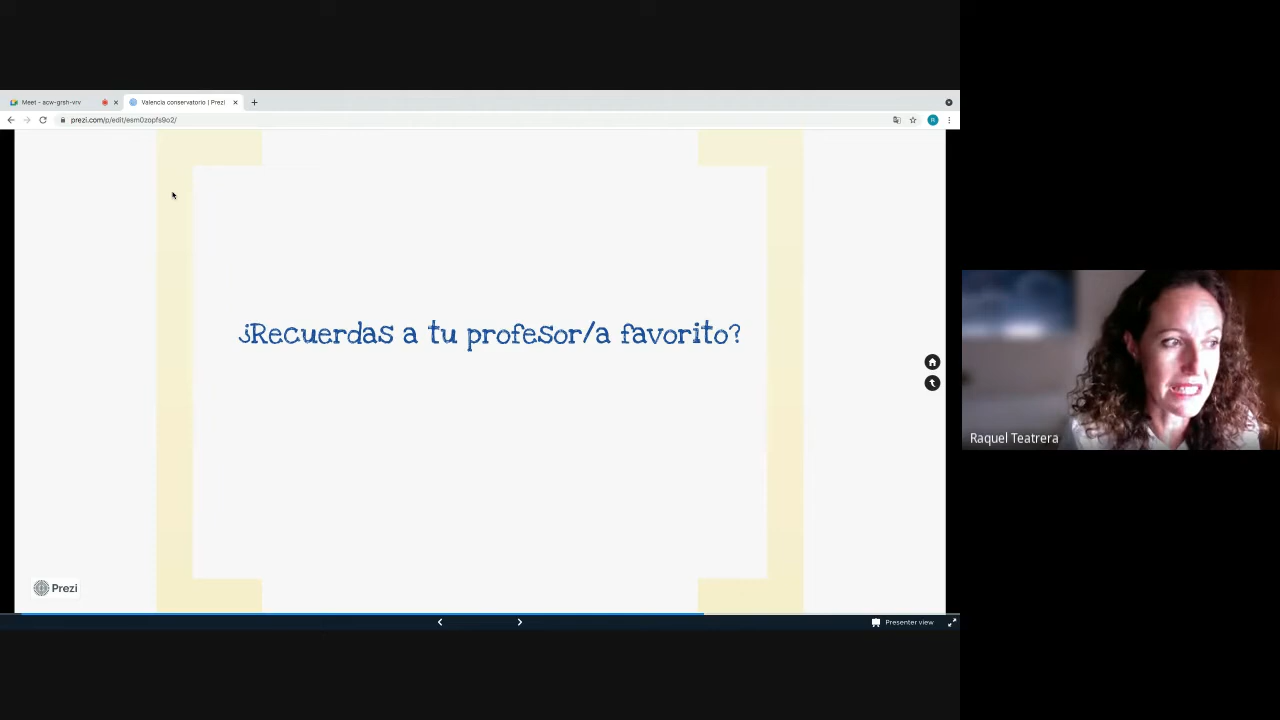 Meet - acw-grsh-vrv
Valencia conservatorio | Prezi
prezi.com/p/edit/esm0zopfs9o2/
R
¿Recuerdas a tu profesor/a favorito?
Raquel Teatrera
Prezi
Presenter view